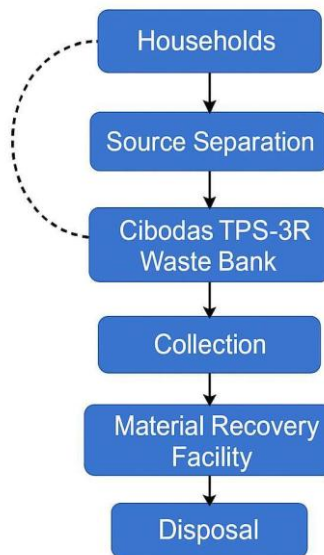 Households
Source Separation
Cibodas TPS-3R
Waste Bank
Collection
Material Recovery
Facility
Disposal